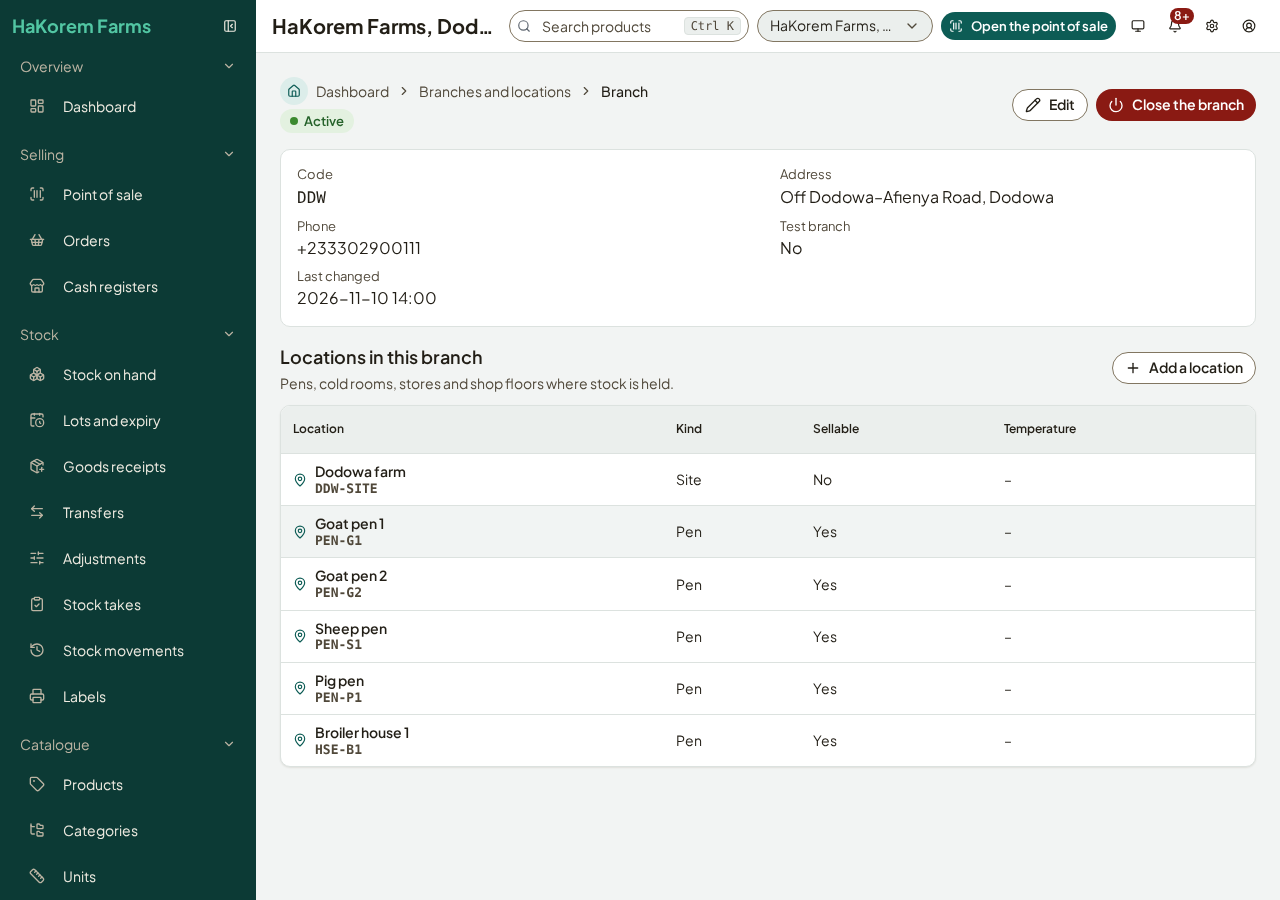 HaKorem Farms
Overview
Dashboard
Selling
Point of sale
Orders
Cash registers
Stock
Stock on hand
Lots and expiry
Goods receipts
Transfers
Adjustments
Stock takes
Stock movements
Labels
Catalogue
Products
Categories
Units
HaKorem Farms, Dod...
Search products
Ctrl K
HaKorem Farms, ...
Open the point of sale
8+
Dashboard
Branches and locations
Branch
Active
Edit
Close the branch
Code
DDW
Address
Off Dodowa–Afienya Road, Dodowa
Phone
+233302900111
Test branch
No
Last changed
2026-11-10 14:00
Locations in this branch
Pens, cold rooms, stores and shop floors where stock is held.
Add a location
Location Kind Sellable Temperature
Dodowa farm
DDW-SITE
Site No –
Goat pen 1
PEN-G1
Pen Yes –
Goat pen 2
PEN-G2
Pen Yes –
Sheep pen
PEN-S1
Pen Yes –
Pig pen
PEN-P1
Pen Yes –
Broiler house 1
HSE-B1
Pen Yes –